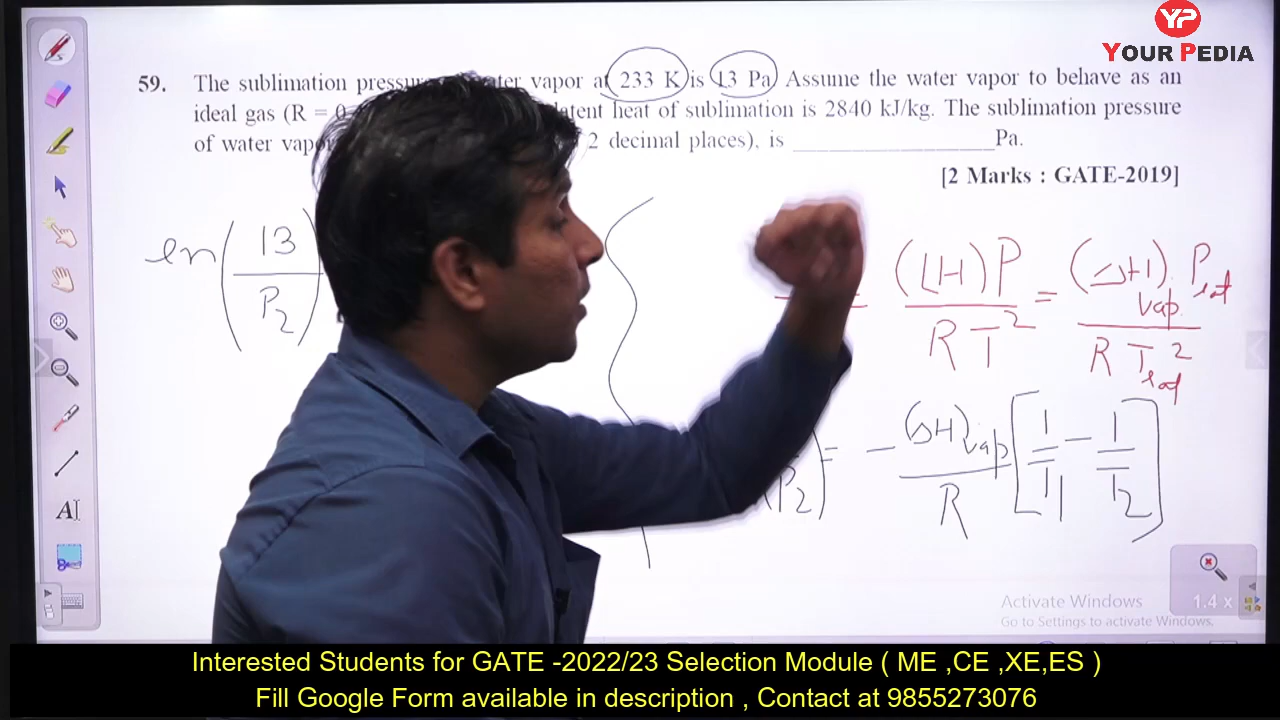 YP
YOUR PEDIA
59. The sublimation pressure water vapor at 233 K is 13 Pa Assume the water vapor to behave as an
ideal gas (R = 0 latent heat of sublimation is 2840 kJ/kg. The sublimation pressure
of water vapor 2 decimal places), is ____________________Pa.
[2 Marks : GATE-2019]
ln(13/P2)
(LH)P/RT² = (ΔH)vap. Psat/R Tsat²
P2) = -(ΔH)vap/R [1/T1 - 1/T2]
A
Activate Windows
Go to Settings to activate Windows.
1.4 x
Interested Students for GATE -2022/23 Selection Module ( ME ,CE ,XE,ES )
Fill Google Form available in description , Contact at 9855273076